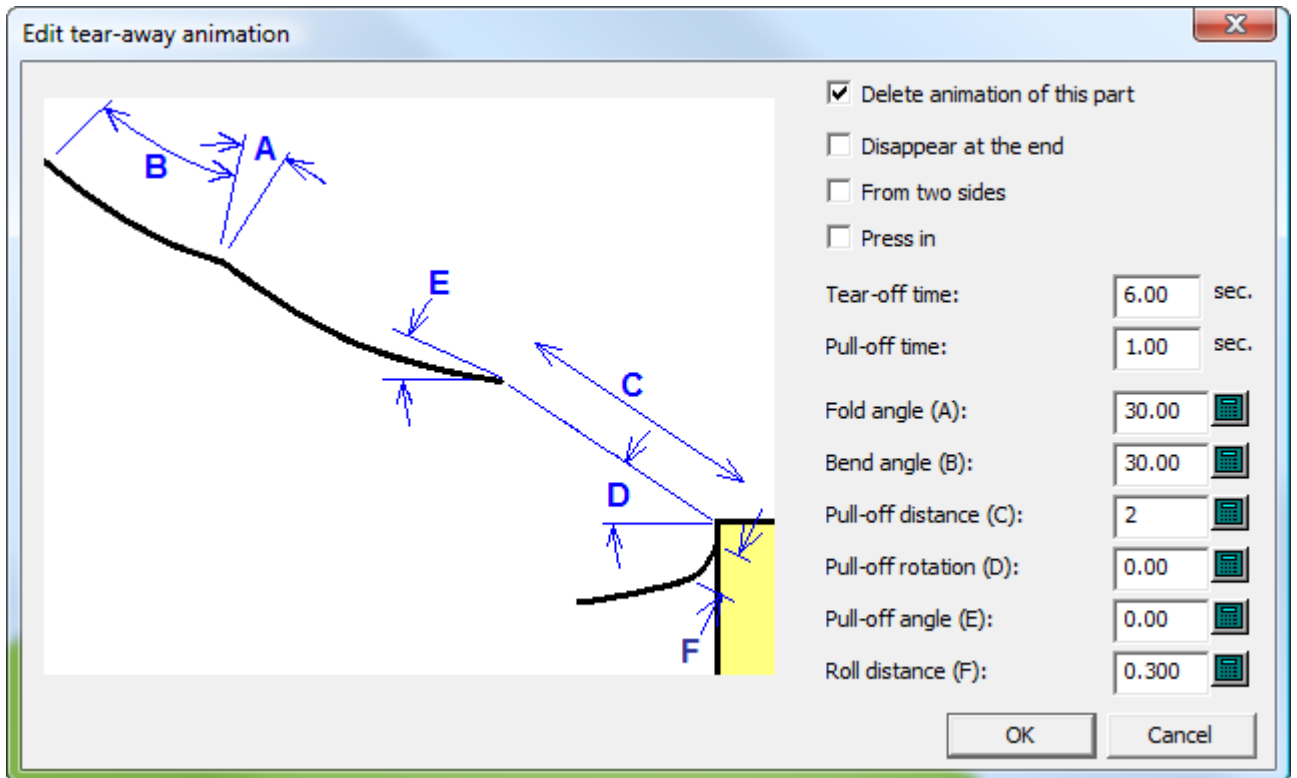 Edit tear-away animation
B
A
E
C
D
F
Delete animation of this part
Disappear at the end
From two sides
Press in
Tear-off time: 6.00 sec.
Pull-off time: 1.00 sec.
Fold angle (A): 30.00
Bend angle (B): 30.00
Pull-off distance (C): 2
Pull-off rotation (D): 0.00
Pull-off angle (E): 0.00
Roll distance (F): 0.300
OK Cancel